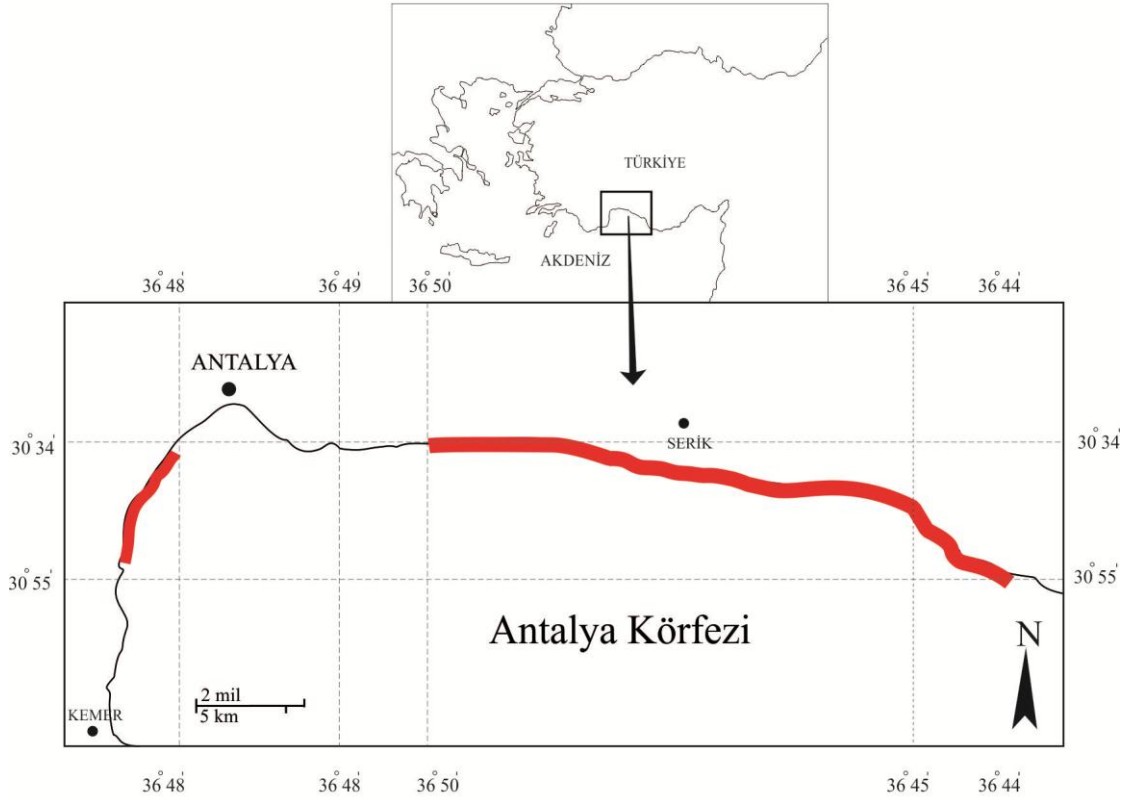 TÜRKİYE
AKDENİZ
36° 48' 36° 49' 36° 50' 36° 45' 36° 44'
ANTALYA
SERİK
30° 34' 30° 34'
30° 55' 30° 55'
Antalya Körfezi
N
2 mil
5 km
KEMER
36° 48' 36° 48' 36° 50' 36° 45' 36° 44'